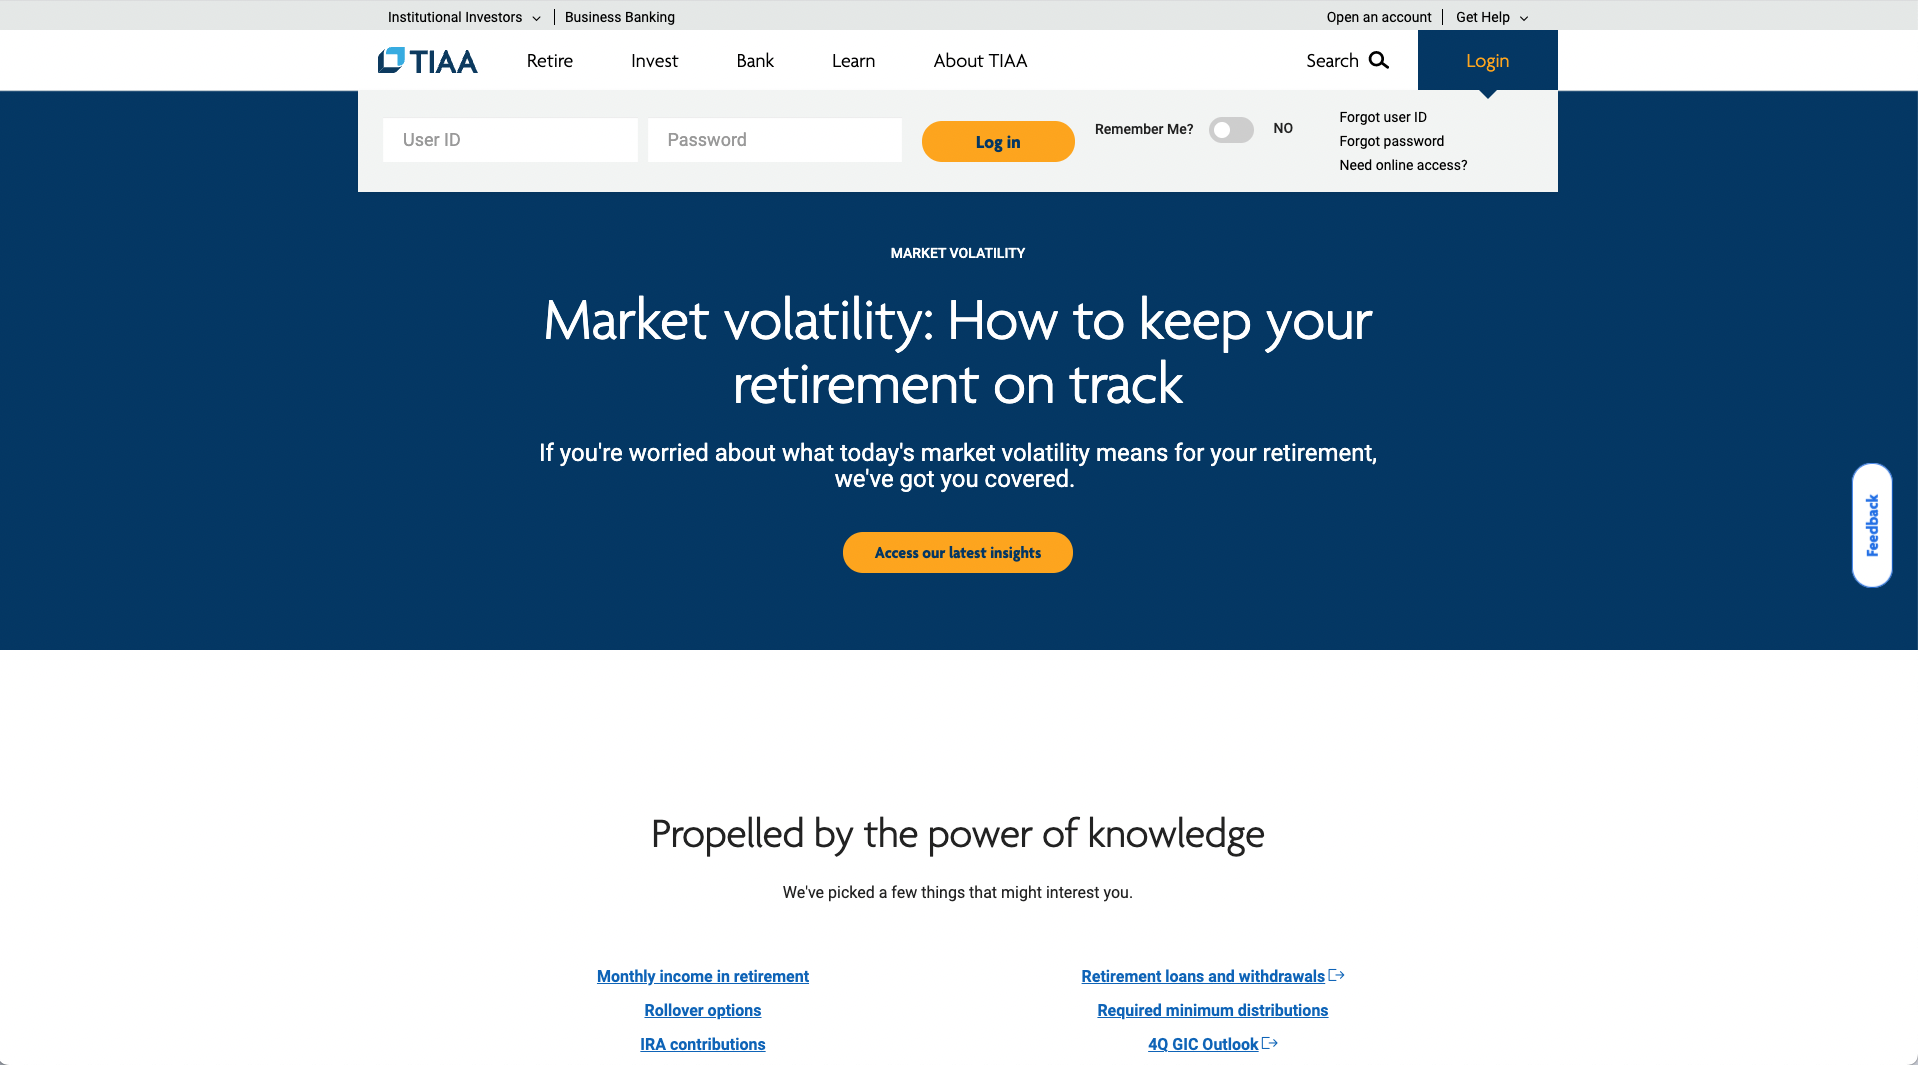 Institutional Investors
Business Banking
Open an account
Get Help
TIAA
Retire
Invest
Bank
Learn
About TIAA
Search
Login
User ID
Password
Log in
Remember Me?
NO
Forgot user ID
Forgot password
Need online access?
MARKET VOLATILITY
Market volatility: How to keep your
retirement on track
If you're worried about what today's market volatility means for your retirement,
we've got you covered.
Access our latest insights
Feedback
Propelled by the power of knowledge
We've picked a few things that might interest you.
Monthly income in retirement
Rollover options
IRA contributions
Retirement loans and withdrawals
Required minimum distributions
4Q GIC Outlook